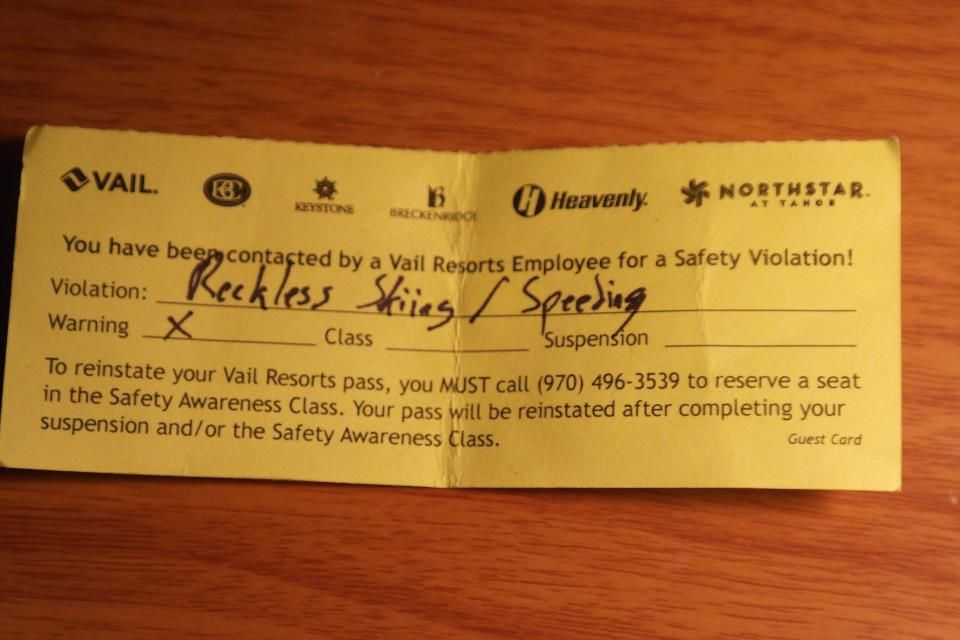 VAIL. BC KEYSTONE BRECKENRIDGE Heavenly. NORTHSTAR™
AT TAHOE
You have been contacted by a Vail Resorts Employee for a Safety Violation!
Violation: Reckless Skiing / Speeding
Warning X Class Suspension
To reinstate your Vail Resorts pass, you MUST call (970) 496-3539 to reserve a seat
in the Safety Awareness Class. Your pass will be reinstated after completing your
suspension and/or the Safety Awareness Class.
Guest Card